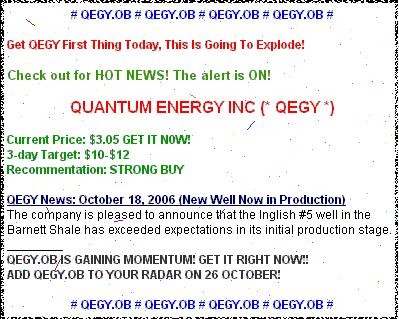 # QEGY.OB # QEGY.OB # QEGY.OB # QEGY.OB #
Get QEGY First Thing Today, This Is Going To Explode!
Check out for HOT NEWS! The alert is ON!
QUANTUM ENERGY INC (* QEGY *)
Current Price: $3.05 GET IT N0W!
3-day Target: $10-$12
Recommentation: STRONG BUY
QEGY News: October 18, 2006 (New Well Now in Production)
The company is pleased to announce that the Inglish #5 well in the
Barnett Shale has exceeded expectations in its initial production stage.
QEGY.OB IS GAINING MOMENTUM! GET IT RIGHT NOW!!
ADD QEGY.OB TO YOUR RADAR ON 26 OCTOBER!
# QEGY.OB # QEGY.OB # QEGY.OB # QEGY.OB #